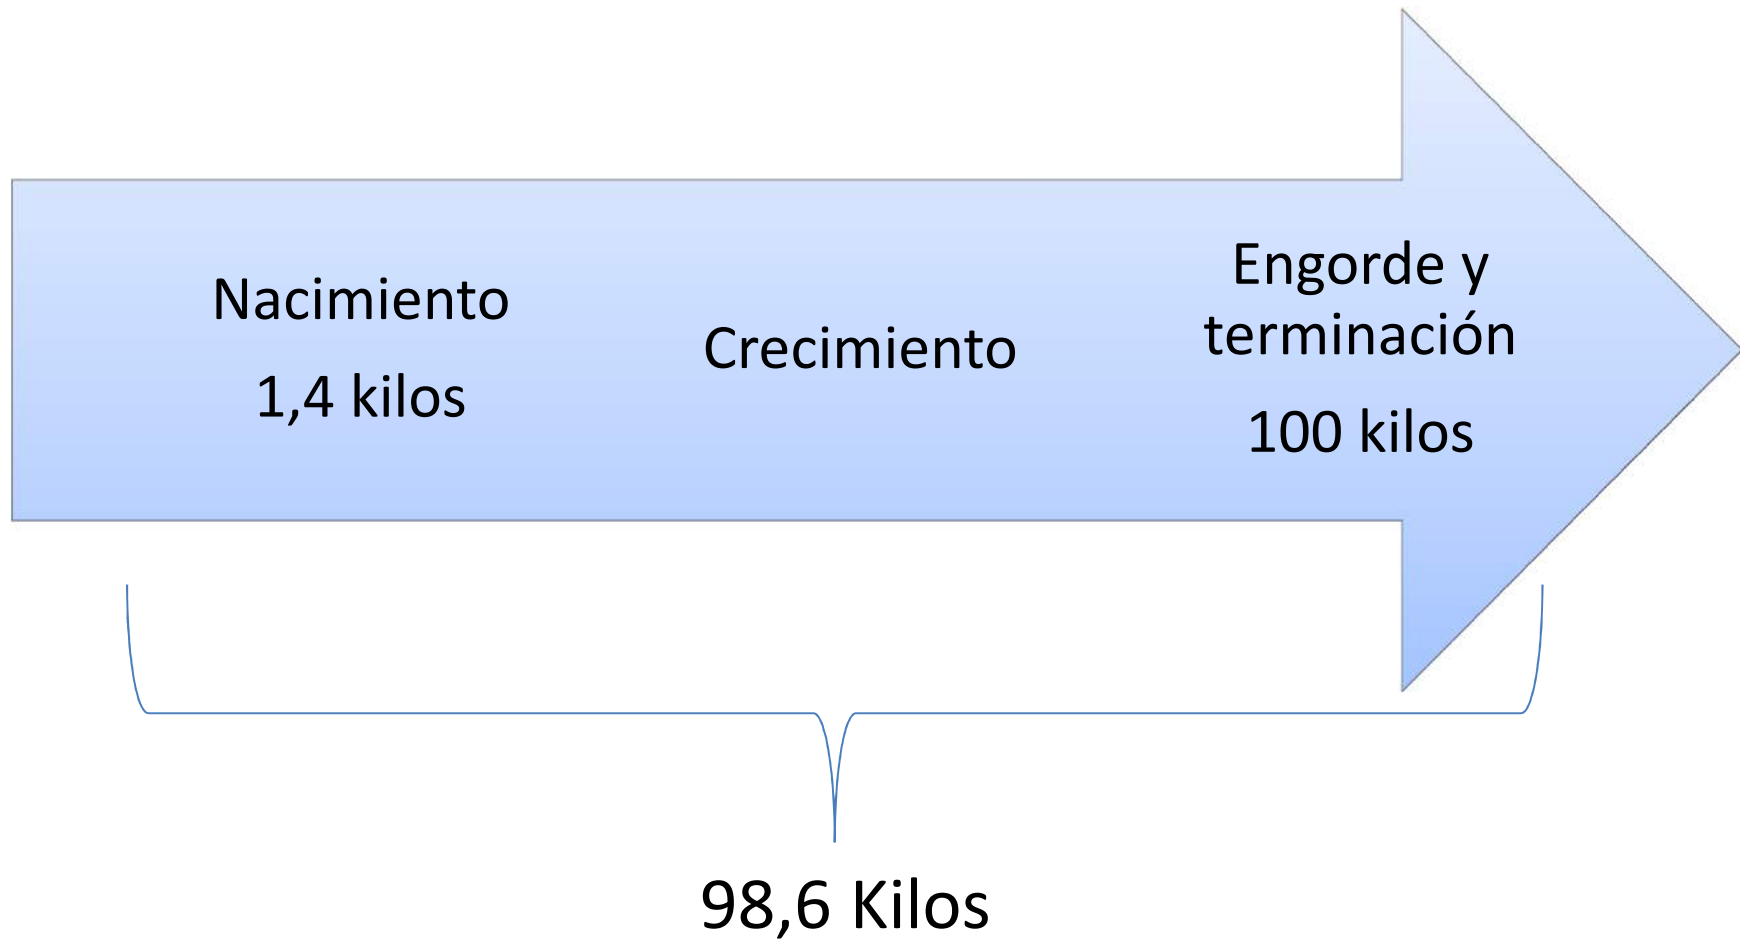 Nacimiento
1,4 kilos
Crecimiento
Engorde y
terminación
100 kilos
98,6 Kilos